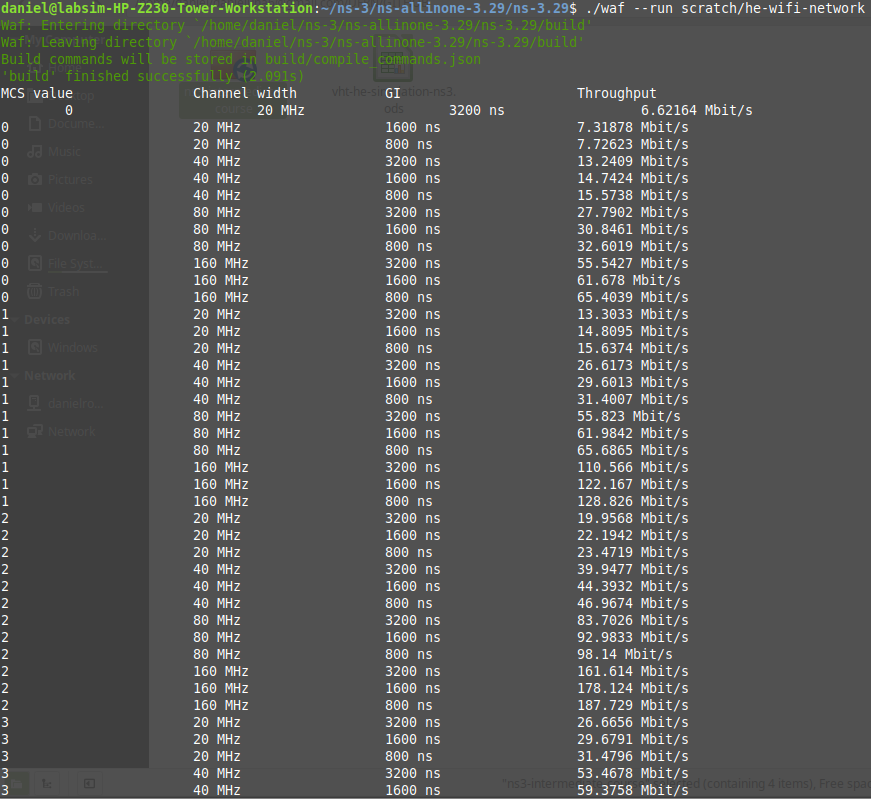 daniel@labsim-HP-Z230-Tower-Workstation:~/ns-3/ns-allinone-3.29/ns-3.29$ ./waf --run scratch/he-wifi-network
Waf: Entering directory `/home/daniel/ns-3/ns-allinone-3.29/ns-3.29/build'
Waf: Leaving directory `/home/daniel/ns-3/ns-allinone-3.29/ns-3.29/build'
Build commands will be stored in build/compile_commands.json
'build' finished successfully (2.091s)
MCS value Channel width GI Throughput
0 20 MHz 3200 ns 6.62164 Mbit/s
0 20 MHz 1600 ns 7.31878 Mbit/s
0 20 MHz 800 ns 7.72623 Mbit/s
0 40 MHz 3200 ns 13.2409 Mbit/s
0 40 MHz 1600 ns 14.7424 Mbit/s
0 40 MHz 800 ns 15.5738 Mbit/s
0 80 MHz 3200 ns 27.7902 Mbit/s
0 80 MHz 1600 ns 30.8461 Mbit/s
0 80 MHz 800 ns 32.6019 Mbit/s
0 160 MHz 3200 ns 55.5427 Mbit/s
0 160 MHz 1600 ns 61.678 Mbit/s
0 160 MHz 800 ns 65.4039 Mbit/s
1 20 MHz 3200 ns 13.3033 Mbit/s
1 20 MHz 1600 ns 14.8095 Mbit/s
1 20 MHz 800 ns 15.6374 Mbit/s
1 40 MHz 3200 ns 26.6173 Mbit/s
1 40 MHz 1600 ns 29.6013 Mbit/s
1 40 MHz 800 ns 31.4007 Mbit/s
1 80 MHz 3200 ns 55.823 Mbit/s
1 80 MHz 1600 ns 61.9842 Mbit/s
1 80 MHz 800 ns 65.6865 Mbit/s
1 160 MHz 3200 ns 110.566 Mbit/s
1 160 MHz 1600 ns 122.167 Mbit/s
1 160 MHz 800 ns 128.826 Mbit/s
2 20 MHz 3200 ns 19.9568 Mbit/s
2 20 MHz 1600 ns 22.1942 Mbit/s
2 20 MHz 800 ns 23.4719 Mbit/s
2 40 MHz 3200 ns 39.9477 Mbit/s
2 40 MHz 1600 ns 44.3932 Mbit/s
2 40 MHz 800 ns 46.9674 Mbit/s
2 80 MHz 3200 ns 83.7026 Mbit/s
2 80 MHz 1600 ns 92.9833 Mbit/s
2 80 MHz 800 ns 98.14 Mbit/s
2 160 MHz 3200 ns 161.614 Mbit/s
2 160 MHz 1600 ns 178.124 Mbit/s
2 160 MHz 800 ns 187.729 Mbit/s
3 20 MHz 3200 ns 26.6656 Mbit/s
3 20 MHz 1600 ns 29.6791 Mbit/s
3 20 MHz 800 ns 31.4796 Mbit/s
3 40 MHz 3200 ns 53.4678 Mbit/s
3 40 MHz 1600 ns 59.3758 Mbit/s
Docume...
Music
Pictures
Videos
Downloa...
File Syst...
Trash
Devices
Windows
Network
danielro...
Network
(containing 4 items), Free spa